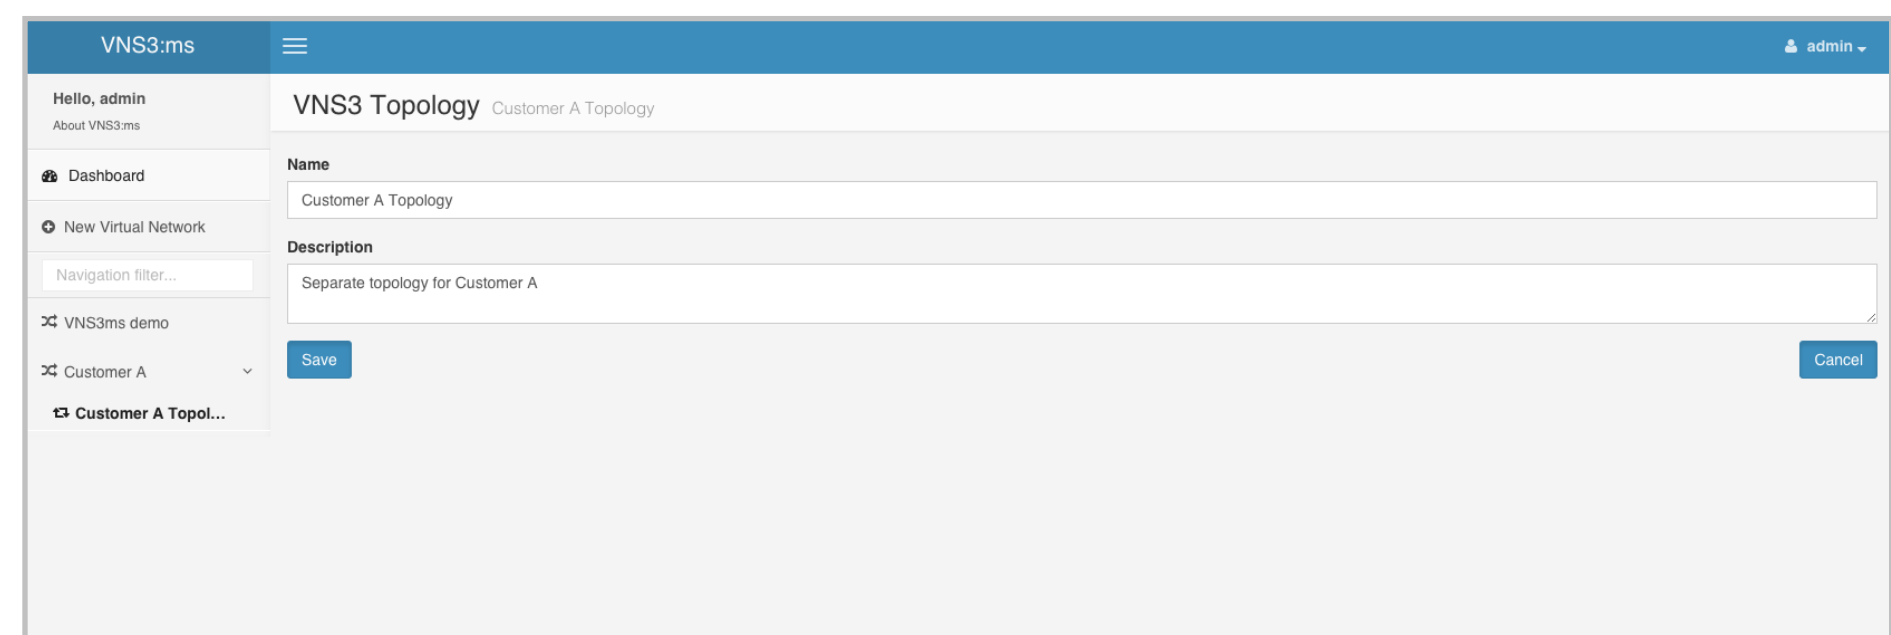 VNS3:ms
admin
Hello, admin
About VNS3:ms
VNS3 Topology Customer A Topology
Dashboard
New Virtual Network
Navigation filter...
VNS3ms demo
Customer A
Customer A Topol...
Name
Customer A Topology
Description
Separate topology for Customer A
Save
Cancel